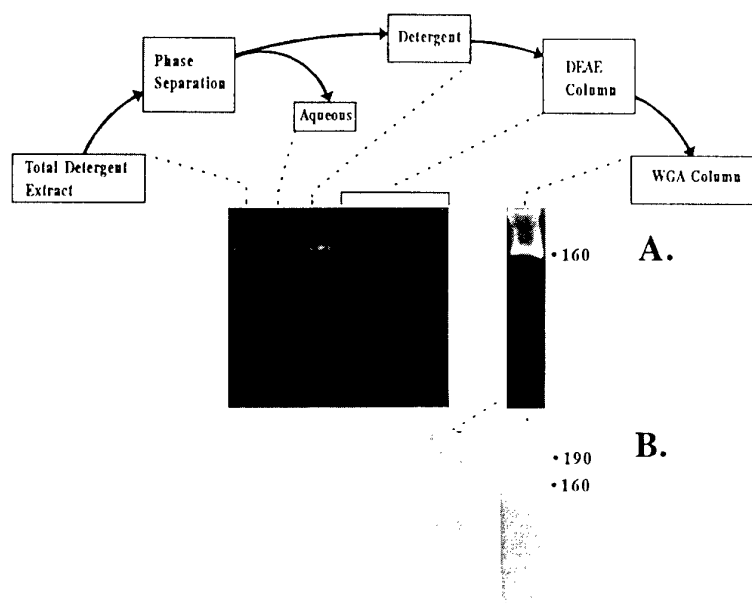 Detergent
Phase
Separation
DEAE
Column
Aqueous
Total Detergent
Extract
WGA Column
·160
A.
B.
·190
·160